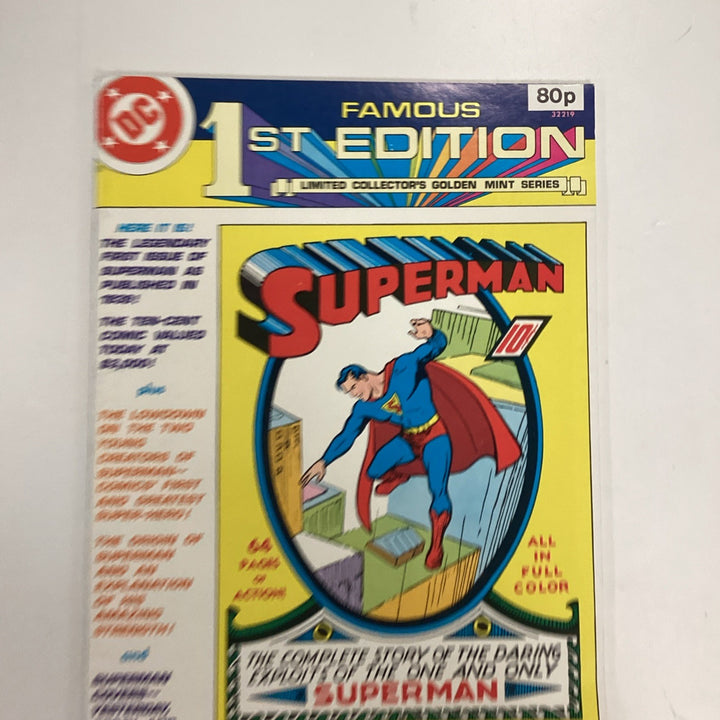 DC
80p
32219
FAMOUS
1ST EDITION
LIMITED COLLECTOR'S GOLDEN MINT SERIES
HERE IT IS!
THE LEGENDARY
FIRST ISSUE OF
SUPERMAN AS
PUBLISHED IN
1939!
THE TEN-CENT
COMIC VALUED
TODAY AT
plus
THE LOWDOWN
ON THE TWO
YOUNG
CREATORS OF
SUPERMAN--
COMICS' FIRST
AND GREATEST
SUPER-HERO!
THE ORIGIN OF
SUPERMAN
AND AN
EXPLANATION
OF HIS
AMAZING
STRENGTH!
and
SUPERMAN
COVERS--
YESTERDAY,
SUPERMAN
10¢
S
64
PAGES
OF
ACTION!
ALL
IN
FULL
COLOR
THE COMPLETE STORY OF THE DARING
EXPLOITS OF THE ONE AND ONLY
SUPERMAN